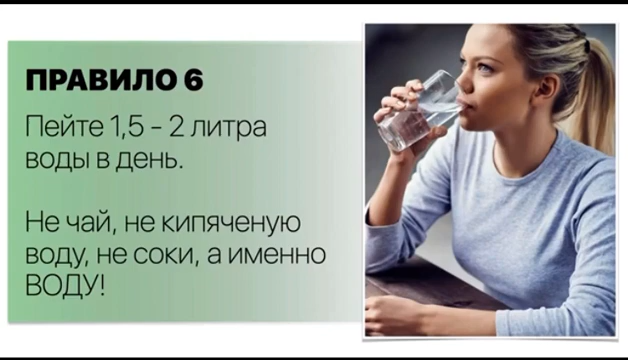 ПРАВИЛО 6
Пейте 1,5 - 2 литра
воды в день.
Не чай, не кипяченую
воду, не соки, а именно
ВОДУ!